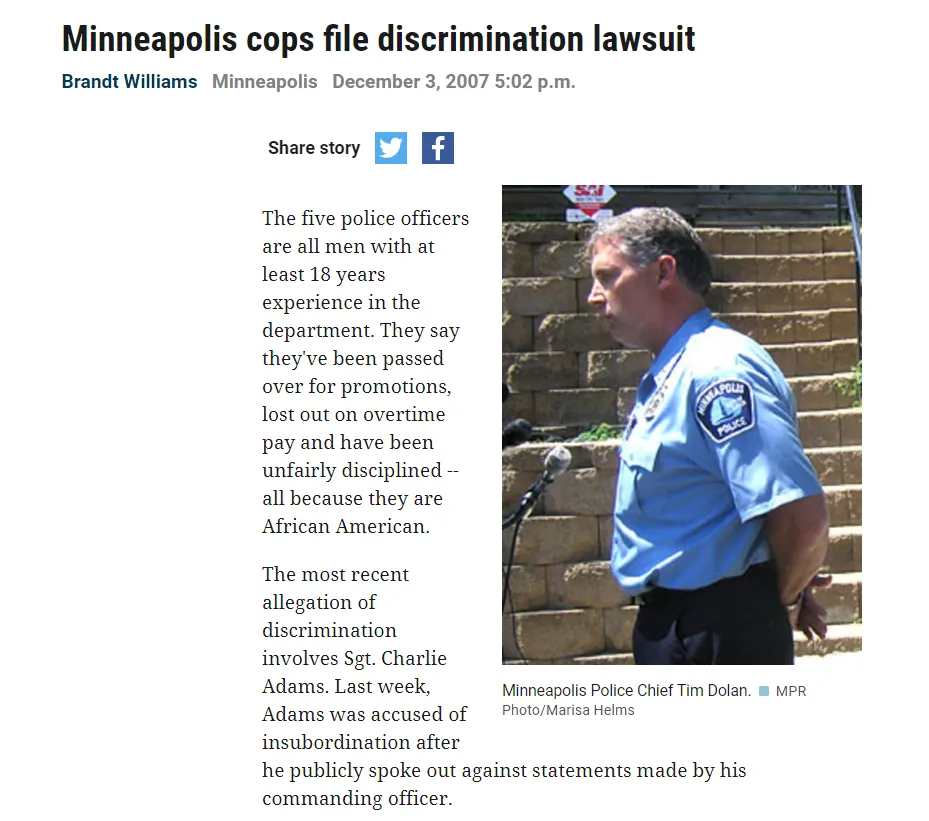 Minneapolis cops file discrimination lawsuit
Brandt Williams Minneapolis December 3, 2007 5:02 p.m.
Share story
The five police officers
are all men with at
least 18 years
experience in the
department. They say
they've been passed
over for promotions,
lost out on overtime
pay and have been
unfairly disciplined --
all because they are
African American.
The most recent
allegation of
discrimination
involves Sgt. Charlie
Adams. Last week,
Adams was accused of
insubordination after
he publicly spoke out against statements made by his
commanding officer.
MINNEAPOLIS
POLICE
Minneapolis Police Chief Tim Dolan. MPR
Photo/Marisa Helms